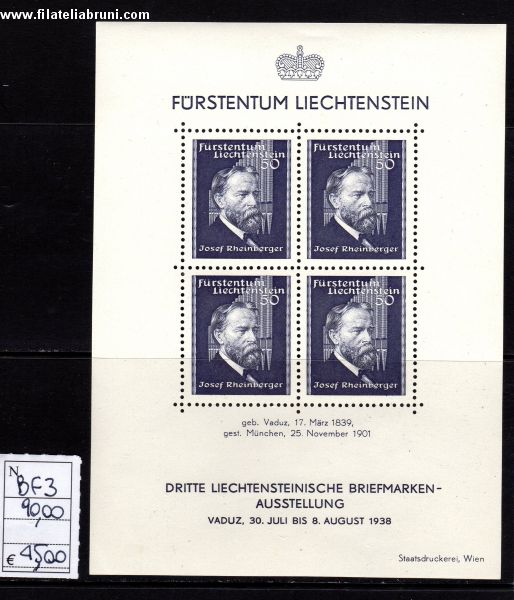 www.filateliabruni.com
FÜRSTENTUM LIECHTENSTEIN
Fürstentum
Liechtenstein
50
Josef Rheinberger
Fürstentum
Liechtenstein
50
Josef Rheinberger
Fürstentum
Liechtenstein
50
Josef Rheinberger
Fürstentum
Liechtenstein
50
Josef Rheinberger
geb. Vaduz, 17. März 1839,
gest. München, 25. November 1901
DRITTE LIECHTENSTEINISCHE BRIEFMARKEN-
AUSSTELLUNG
VADUZ, 30. JULI BIS 8. AUGUST 1938
Staatsdruckerei, Wien
N
BF3
90,00
€ 45,00